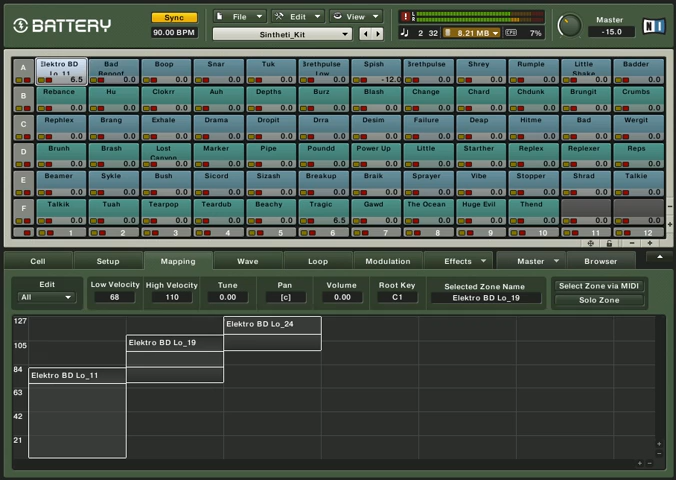 BATTERY
Sync
90.00 BPM
File
Edit
View
Sintheti_Kit
L
R
2 32
8.21 MB
CPU
7%
Master
-15.0
NI
A
Elektro BD Lo_11
6.5
Bad
0.0
Boop
0.0
Snar
0.0
Tuk
0.0
0.0
Spish
-12.0
0.0
Shrey
0.0
Rumple
0.0
Little Shake
0.0
Badder
0.0
B
Rebance
0.0
Hu
0.0
Clokrr
0.0
Auh
0.0
Depths
0.0
Burz
0.0
Blash
0.0
Change
0.0
Chard
0.0
Chdunk
0.0
Brungit
0.0
Crumbs
0.0
C
Rephlex
0.0
Brang
0.0
Exhale
0.0
Drama
0.0
Dropit
0.0
Drra
0.0
Desim
0.0
Failure
0.0
Deap
0.0
Hitme
0.0
Bad
0.0
Wergit
0.0
D
Brunh
0.0
Brash
0.0
Lost Canyon
0.0
Marker
0.0
Pipe
0.0
Poundd
0.0
Power Up
0.0
Little
0.0
Starther
0.0
Replex
0.0
Replexer
0.0
Reps
0.0
E
Beamer
0.0
Sykle
0.0
Bush
0.0
Sicord
0.0
Sizash
0.0
Breakup
0.0
Braik
0.0
Sprayer
0.0
Vibe
0.0
Stopper
0.0
Shrad
0.0
Talkie
0.0
F
Talkik
0.0
Tuah
0.0
Tearpop
0.0
Teardub
0.0
Beachy
0.0
Tragic
6.5
Gawd
0.0
The Ocean
0.0
Huge Evil
0.0
Thend
0.0
0.0
0.0
1 2 3 4 5 6 7 8 9 10 11 12
Cell
Setup
Mapping
Wave
Loop
Modulation
Effects
Master
Browser
Edit
All
Low Velocity
68
High Velocity
110
Tune
0.00
Pan
[c]
Volume
0.00
Root Key
C1
Selected Zone Name
Elektro BD Lo_19
Select Zone via MIDI
Solo Zone
127
105
84
63
42
21
Elektro BD Lo_24
Elektro BD Lo_19
Elektro BD Lo_11